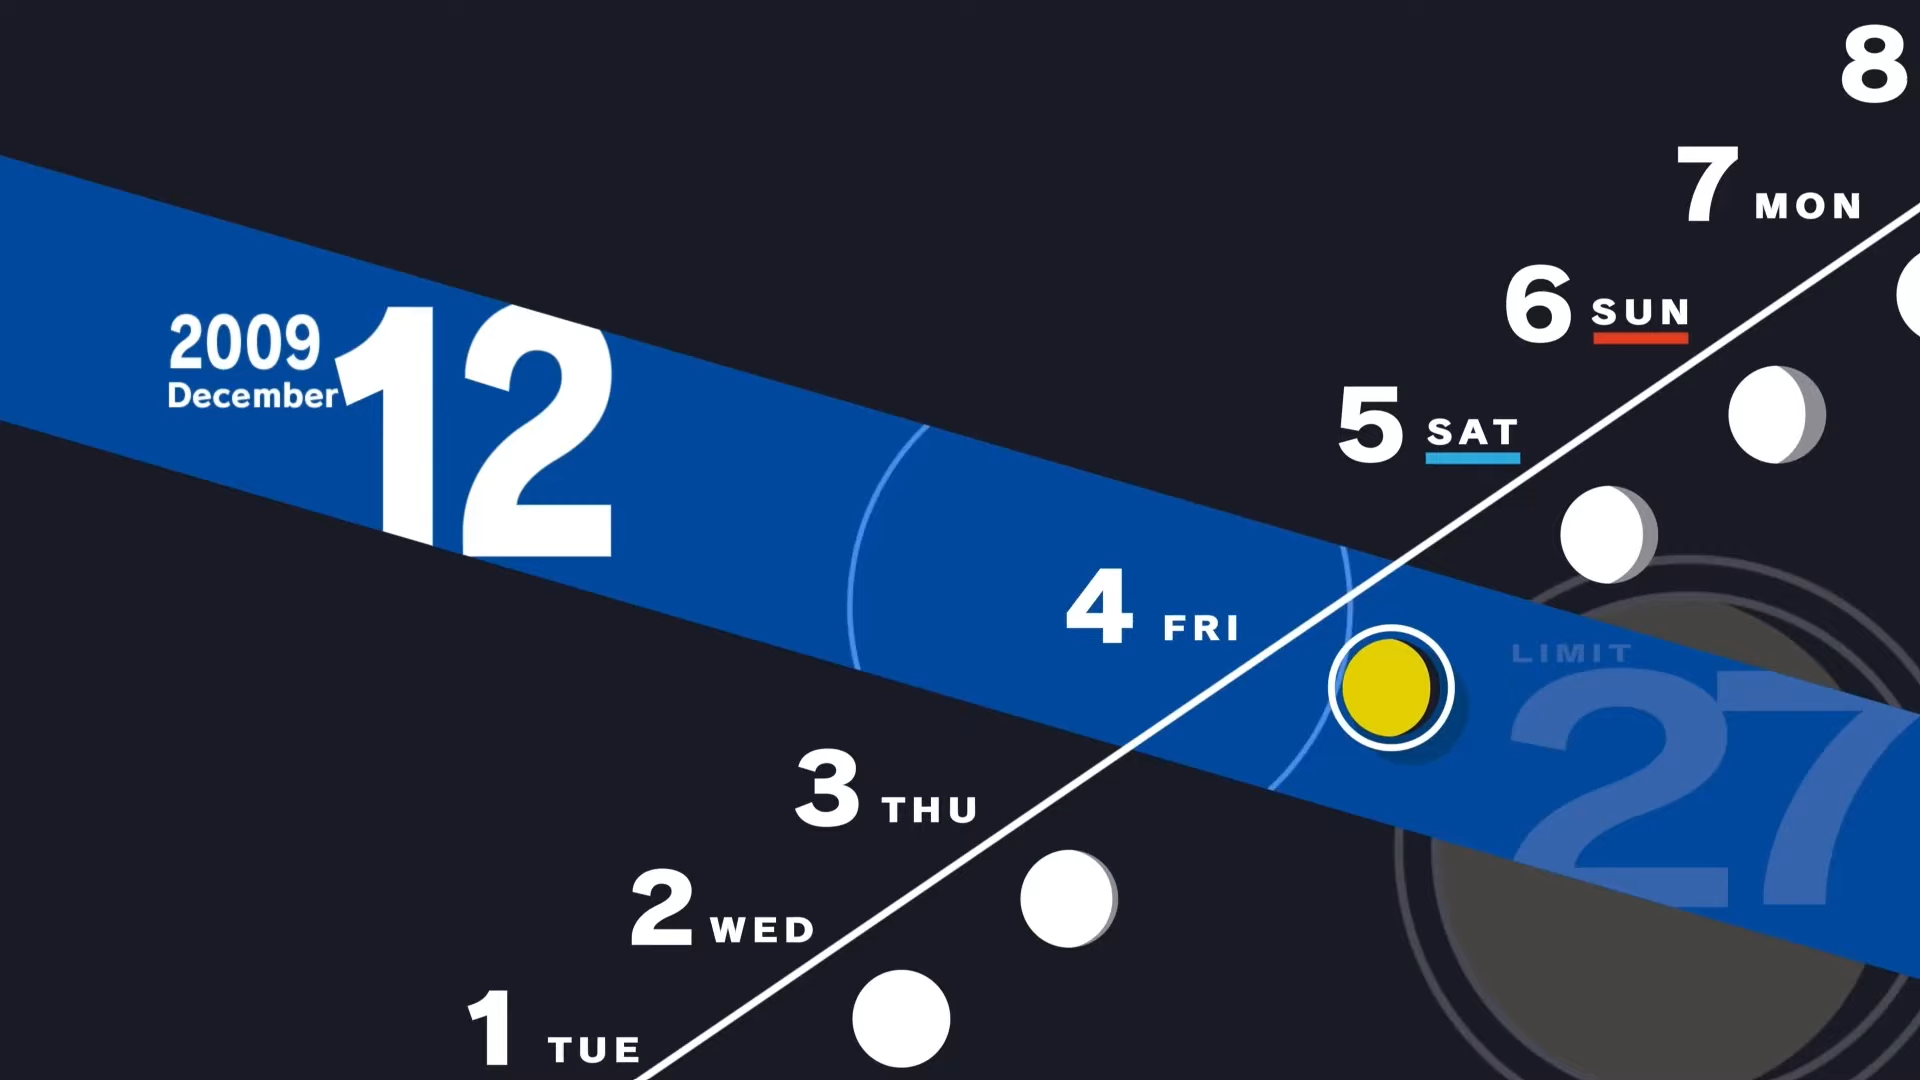 2009
December
12
8
7 MON
6 SUN
5 SAT
4 FRI
LIMIT
27
3 THU
2 WED
1 TUE